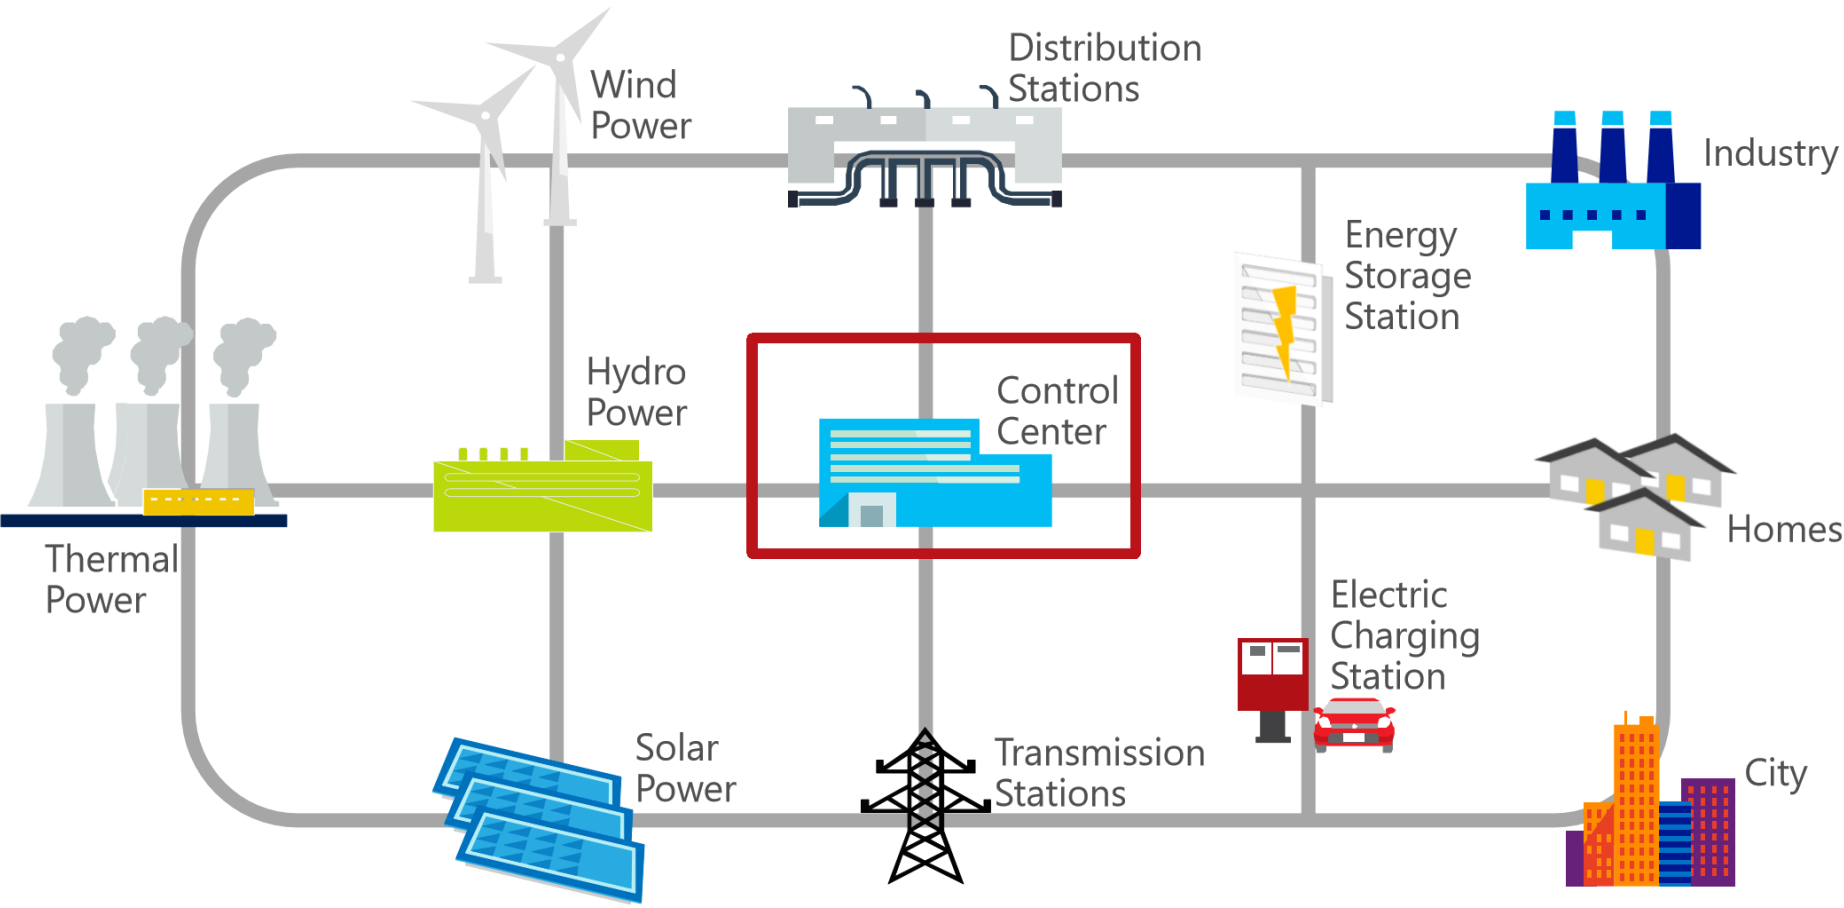 Distribution
Stations
Wind
Power
Industry
Energy
Storage
Station
Hydro
Power
Control
Center
Homes
Thermal
Power
Electric
Charging
Station
Solar
Power
Transmission
Stations
City